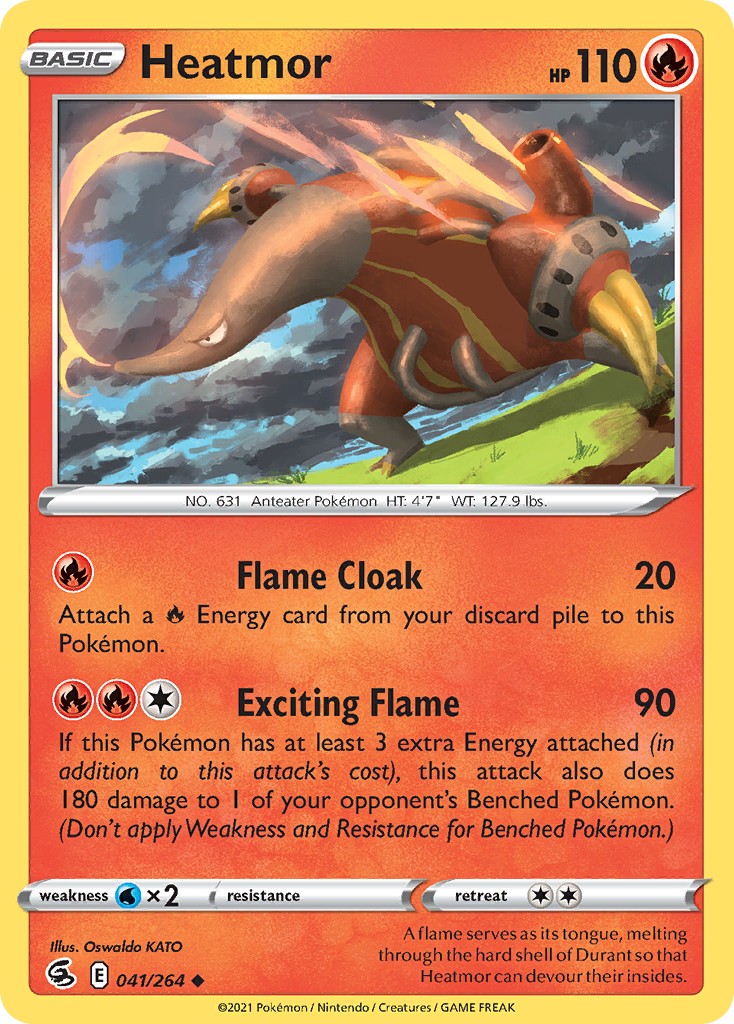 BASIC Heatmor HP 110
NO. 631 Anteater Pokémon HT: 4'7" WT: 127.9 lbs.
Flame Cloak 20
Attach a Energy card from your discard pile to this
Pokémon.
Exciting Flame 90
If this Pokémon has at least 3 extra Energy attached (in
addition to this attack's cost), this attack also does
180 damage to 1 of your opponent's Benched Pokémon.
(Don't apply Weakness and Resistance for Benched Pokémon.)
weakness ×2 resistance retreat
Illus. Oswaldo KATO
E 041/264
A flame serves as its tongue, melting
through the hard shell of Durant so that
Heatmor can devour their insides.
©2021 Pokémon / Nintendo / Creatures / GAME FREAK